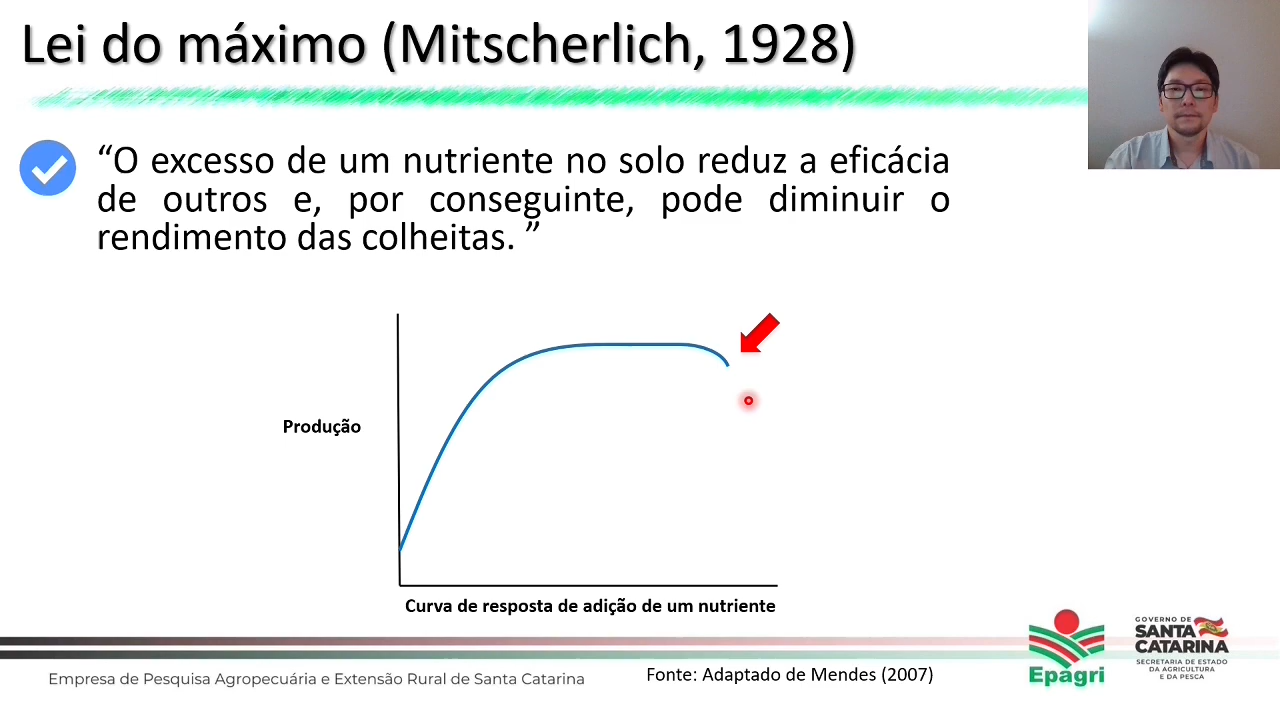 Lei do máximo (Mitscherlich, 1928)
“O excesso de um nutriente no solo reduz a eficácia
de outros e, por conseguinte, pode diminuir o
rendimento das colheitas. ”
Produção
Curva de resposta de adição de um nutriente
Empresa de Pesquisa Agropecuária e Extensão Rural de Santa Catarina
Fonte: Adaptado de Mendes (2007)
Epagri
GOVERNO DE
SANTA
CATARINA
SECRETARIA DE ESTADO
DA AGRICULTURA
E DA PESCA